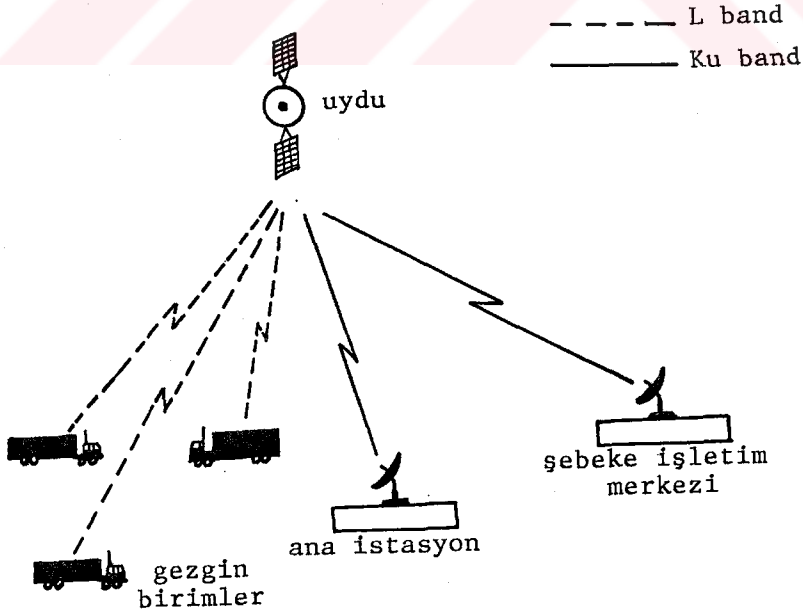 L band
Ku band
uydu
şebeke işletim
merkezi
ana istasyon
gezgin
birimler